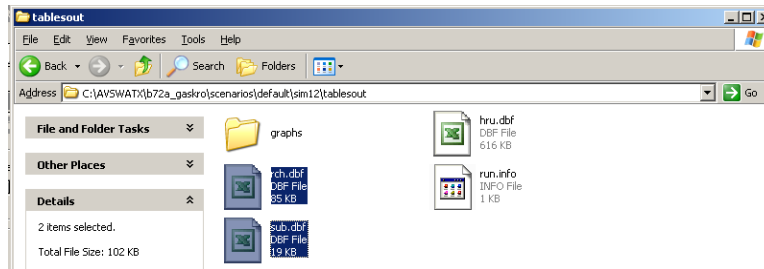 tablesout
File Edit View Favorites Tools Help
Back Search Folders
Address C:\AVSWATX\b72a_gaskro\scenarios\default\sim12\tablesout Go
File and Folder Tasks
Other Places
Details
2 items selected.
Total File Size: 102 KB
graphs
hru.dbf
DBF File
616 KB
rch.dbf
DBF File
85 KB
run.info
INFO File
1 KB
sub.dbf
DBF File
19 KB